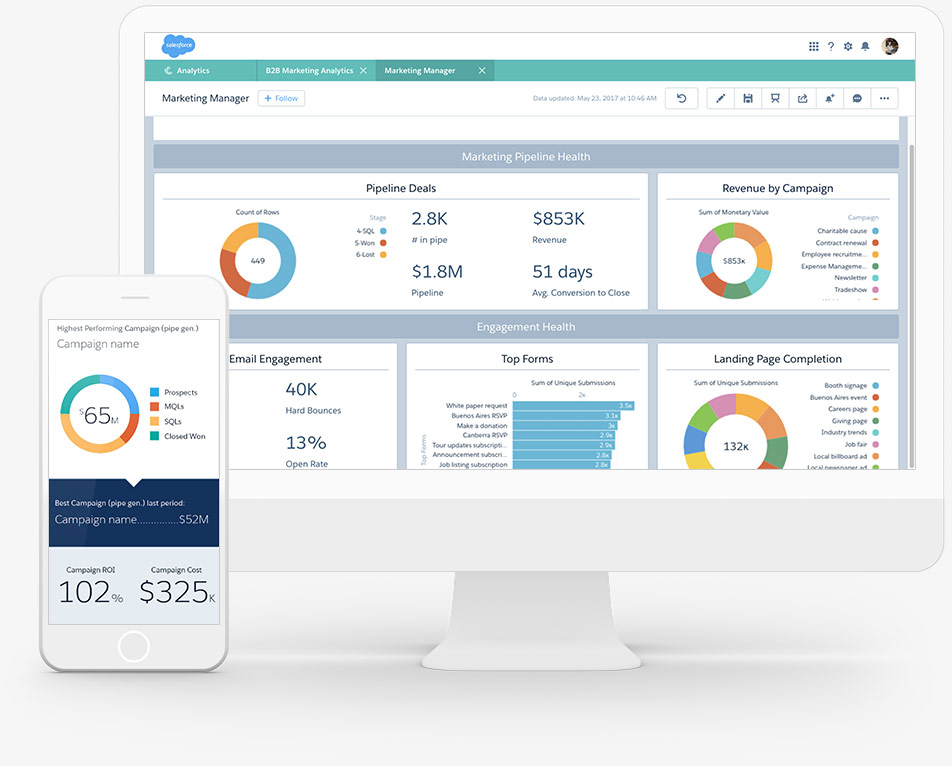 salesforce
Analytics
B2B Marketing Analytics
Marketing Manager
Marketing Manager
+ Follow
Data updated: May 23, 2017 at 10:46 AM
Marketing Pipeline Health
Pipeline Deals
Count of Rows
449
Stage
4-SQL
5-Won
6-Lost
2.8K
# in pipe
$853K
Revenue
$1.8M
Pipeline
51 days
Avg. Conversion to Close
Revenue by Campaign
Sum of Monetary Value
$853K
Campaign
Charitable cause
Contract renewal
Employee recruitme...
Expense Manageme...
Newsletter
Tradeshow
Engagement Health
Email Engagement
40K
Hard Bounces
13%
Open Rate
Top Forms
Sum of Unique Submissions
0 2K
Top Forms
White paper request 3.5K
Buenos Aires RSVP 3.1K
Make a donation 3K
Canberra RSVP 2.9K
Tour updates subscripti... 2.9K
Announcement subscri... 2.8K
Job listing subscription 2.8K
Landing Page Completion
Sum of Unique Submissions
132K
Booth signage
Buenos Aires event
Careers page
Giving page
Industry trends
Job fair
Local billboard ad
Local newspaper ad
Highest Performing Campaign (pipe gen.)
Campaign name
$65M
Prospects
MQLs
SQLs
Closed Won
Best Campaign (pipe gen.) last period:
Campaign name...............$52M
Campaign ROI
102%
Campaign Cost
$325K